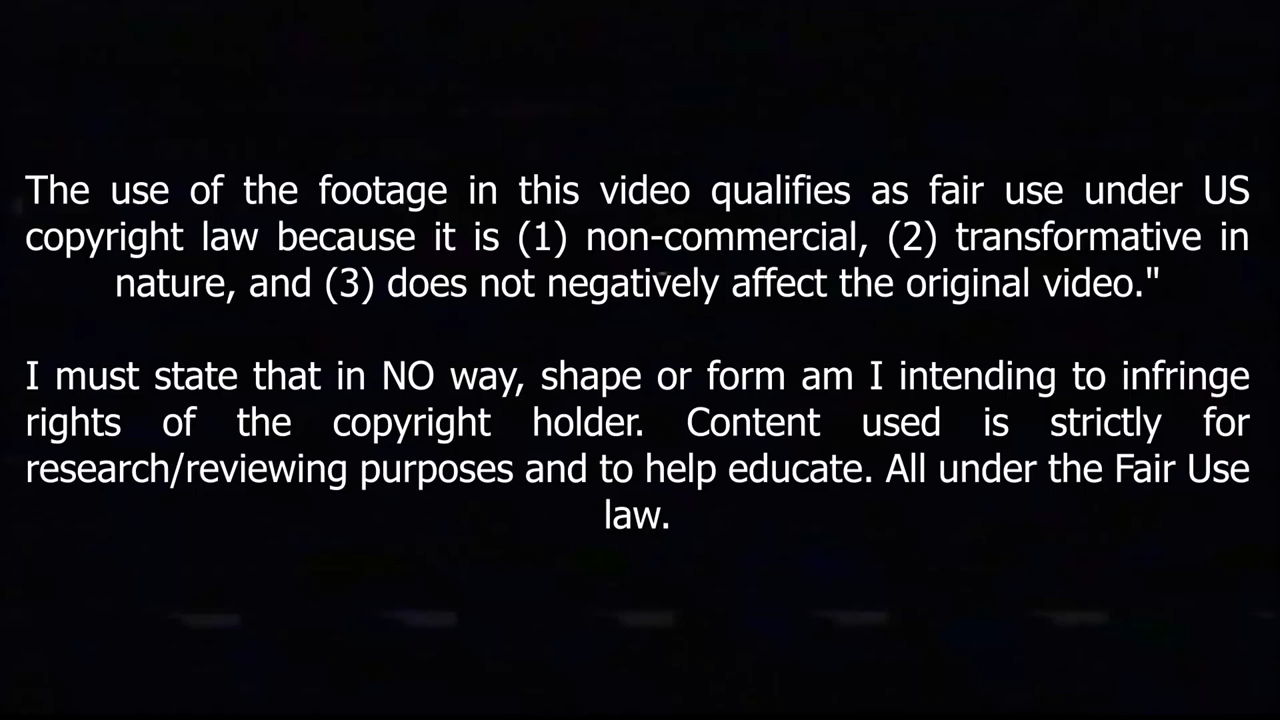 The use of the footage in this video qualifies as fair use under US
copyright law because it is (1) non-commercial, (2) transformative in
nature, and (3) does not negatively affect the original video."
I must state that in NO way, shape or form am I intending to infringe
rights of the copyright holder. Content used is strictly for
research/reviewing purposes and to help educate. All under the Fair Use
law.